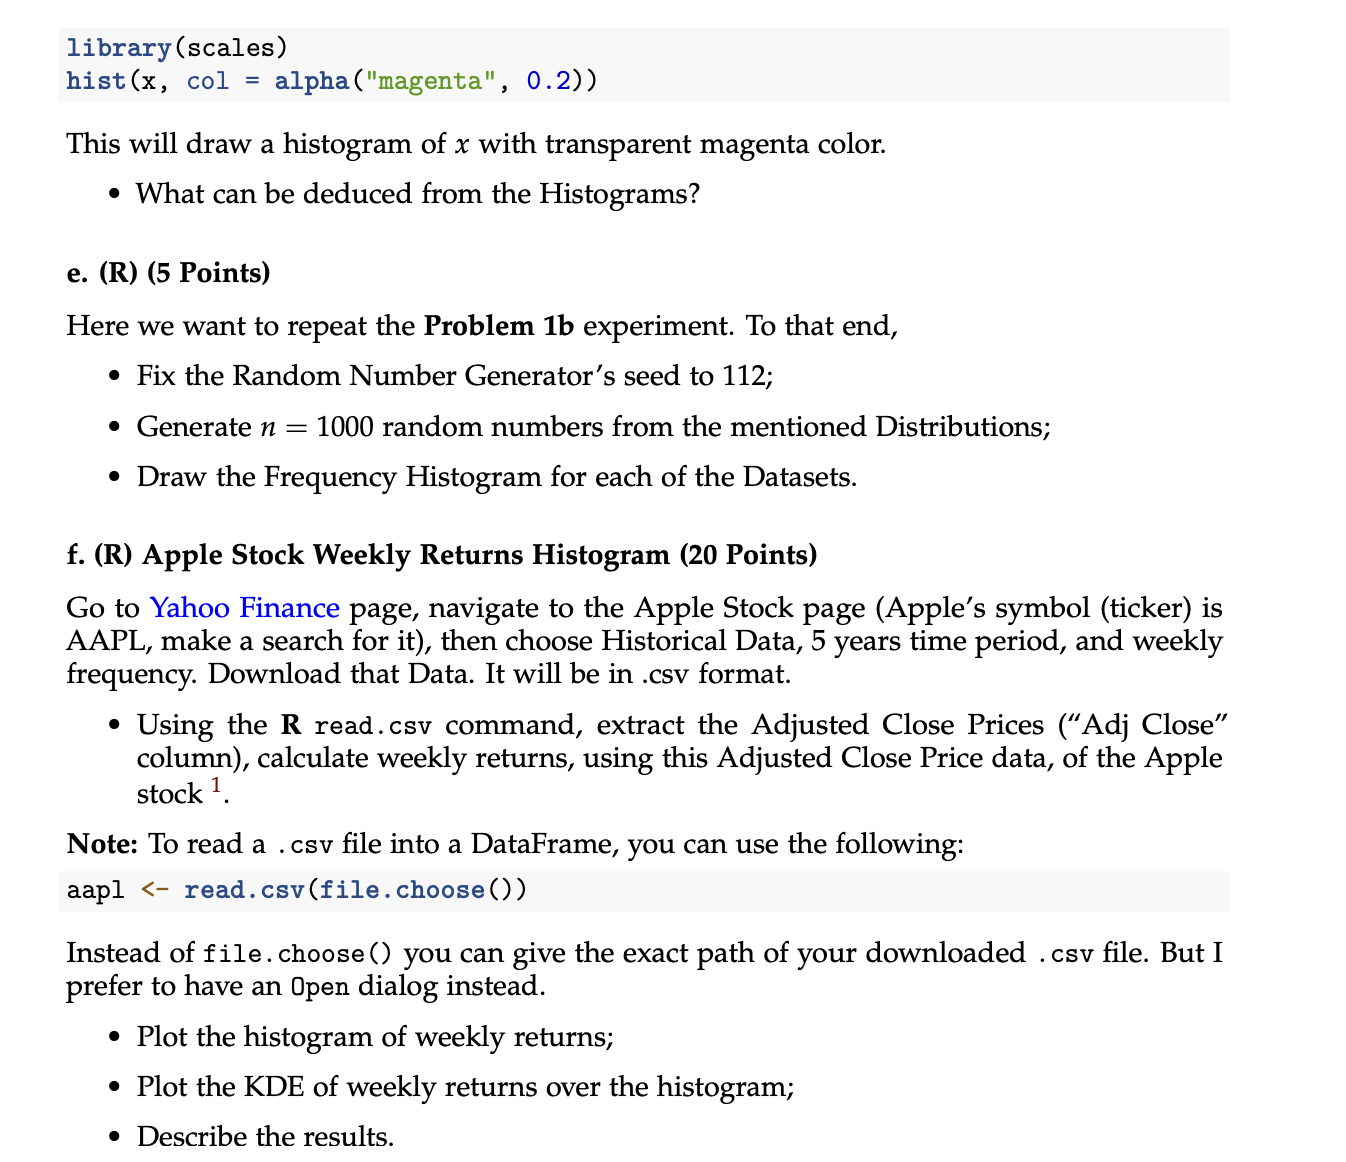 library(scales)
hist(x, col = alpha("magenta", 0.2))
This will draw a histogram of x with transparent magenta color.
• What can be deduced from the Histograms?
e. (R) (5 Points)
Here we want to repeat the Problem 1b experiment. To that end,
• Fix the Random Number Generator's seed to 112;
• Generate n = 1000 random numbers from the mentioned Distributions;
• Draw the Frequency Histogram for each of the Datasets.
f. (R) Apple Stock Weekly Returns Histogram (20 Points)
Go to Yahoo Finance page, navigate to the Apple Stock page (Apple's symbol (ticker) is
AAPL, make a search for it), then choose Historical Data, 5 years time period, and weekly
frequency. Download that Data. It will be in .csv format.
• Using the R read.csv command, extract the Adjusted Close Prices ("Adj Close"
column), calculate weekly returns, using this Adjusted Close Price data, of the Apple
stock 1.
Note: To read a .csv file into a DataFrame, you can use the following:
aapl <- read.csv(file.choose())
Instead of file.choose() you can give the exact path of your downloaded .csv file. But I
prefer to have an Open dialog instead.
• Plot the histogram of weekly returns;
• Plot the KDE of weekly returns over the histogram;
• Describe the results.